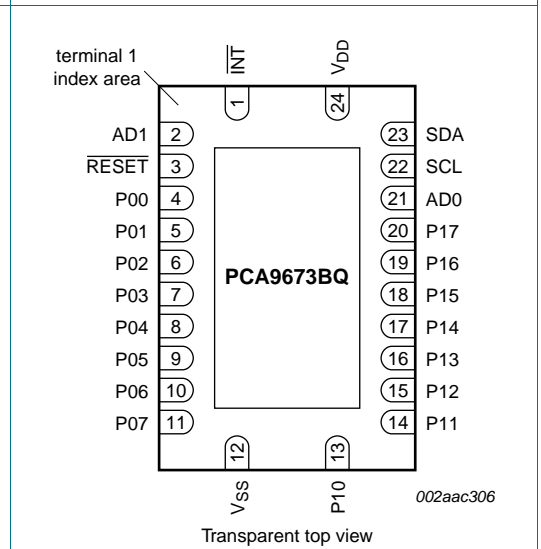 terminal 1
index area
INT
VDD
1
24
AD1 2
23 SDA
RESET 3
22 SCL
P00 4
21 AD0
P01 5
20 P17
P02 6
19 P16
P03 7
18 P15
PCA9673BQ
P04 8
17 P14
P05 9
16 P13
P06 10
15 P12
P07 11
14 P11
12
13
VSS
P10
002aac306
Transparent top view